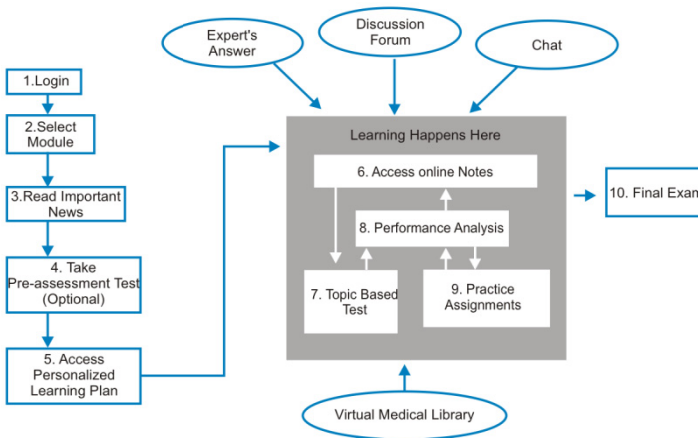 Expert's
Answer
Discussion
Forum
Chat
1.Login
2.Select
Module
3.Read Important
News
4. Take
Pre-assessment Test
(Optional)
5. Access
Personalized
Learning Plan
Learning Happens Here
6. Access online Notes
8. Performance Analysis
7. Topic Based
Test
9. Practice
Assignments
10. Final Exam
Virtual Medical Library